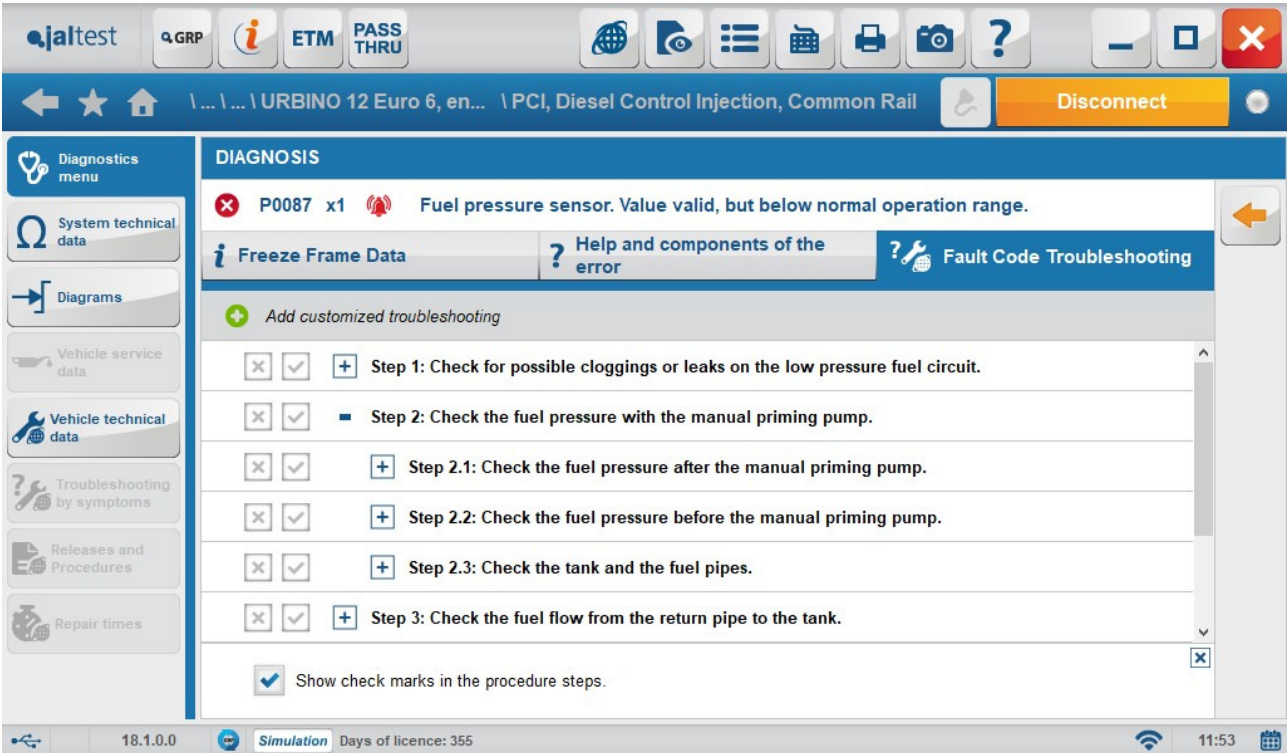 jaltest
GRP
i
ETM
PASS
THRU
?
\ ... \ ... \ URBINO 12 Euro 6, en... \ PCI, Diesel Control Injection, Common Rail
Disconnect
Diagnostics
menu
System technical
data
Diagrams
Vehicle service
data
Vehicle technical
data
Troubleshooting
by symptoms
Releases and
Procedures
Repair times
DIAGNOSIS
P0087 x1 Fuel pressure sensor. Value valid, but below normal operation range.
i Freeze Frame Data
? Help and components of the
error
? Fault Code Troubleshooting
Add customized troubleshooting
Step 1: Check for possible cloggings or leaks on the low pressure fuel circuit.
Step 2: Check the fuel pressure with the manual priming pump.
Step 2.1: Check the fuel pressure after the manual priming pump.
Step 2.2: Check the fuel pressure before the manual priming pump.
Step 2.3: Check the tank and the fuel pipes.
Step 3: Check the fuel flow from the return pipe to the tank.
Show check marks in the procedure steps.
18.1.0.0
Simulation Days of licence: 355
11:53